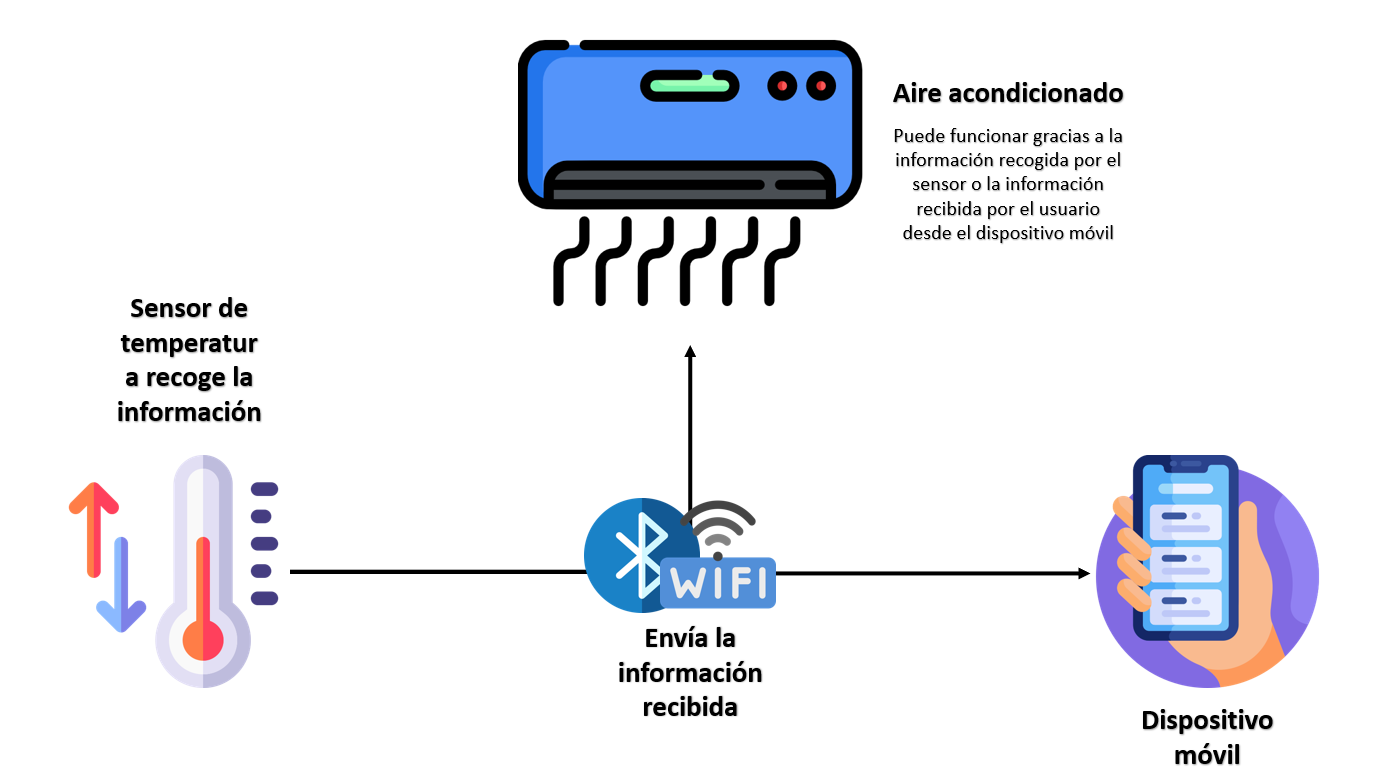 Aire acondicionado
Puede funcionar gracias a la
información recogida por el
sensor o la información
recibida por el usuario
desde el dispositivo móvil
Sensor de
temperatur
a recoge la
información
WIFI
Envía la
información
recibida
Dispositivo
móvil